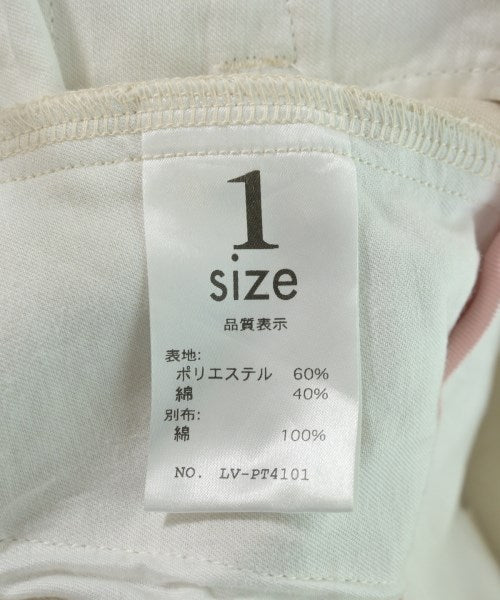 1
size
品質表示
表地:
ポリエステル 60%
綿 40%
別布:
綿 100%
NO. LV-PT4101